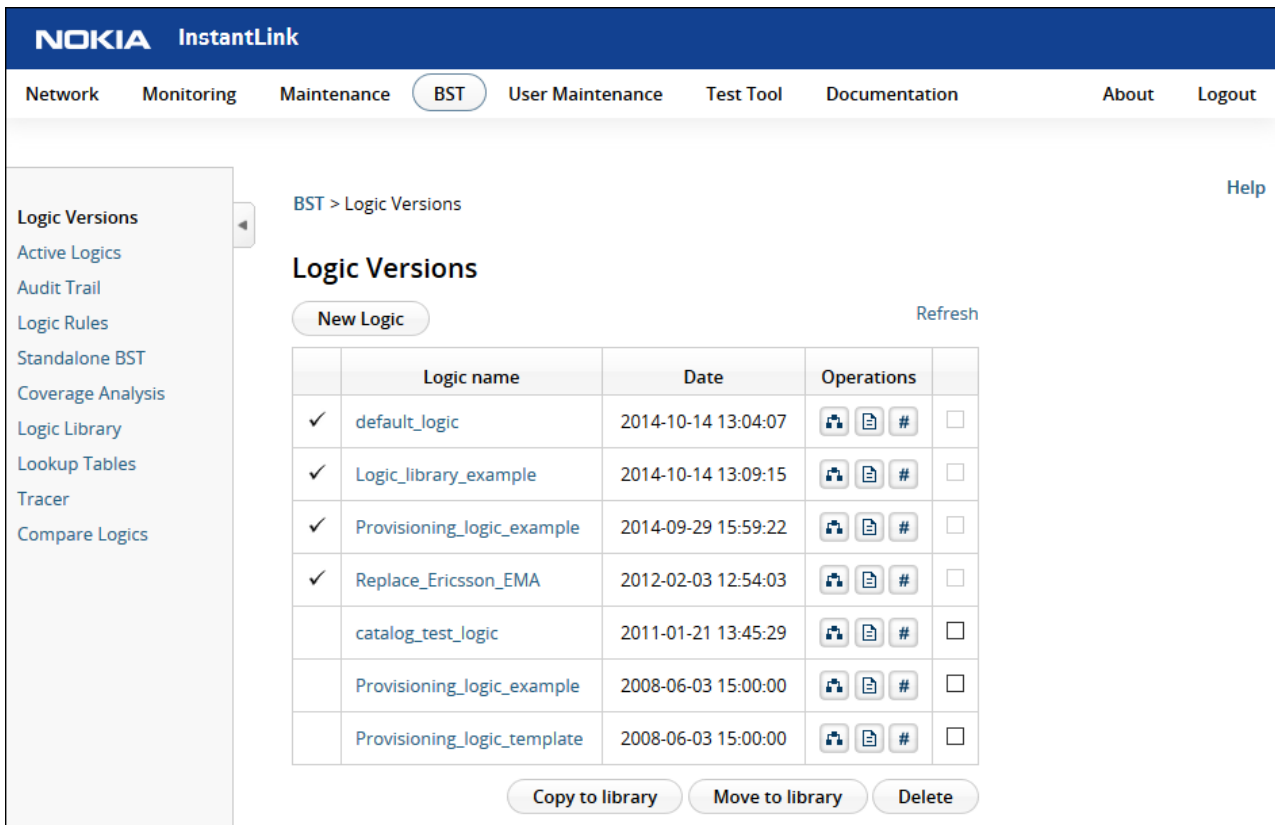 NOKIA InstantLink
Network Monitoring Maintenance BST User Maintenance Test Tool Documentation About Logout
Help
BST > Logic Versions
Logic Versions
Active Logics
Audit Trail
Logic Rules
Standalone BST
Coverage Analysis
Logic Library
Lookup Tables
Tracer
Compare Logics
Logic Versions
New Logic Refresh
Logic name Date Operations
✓ default_logic 2014-10-14 13:04:07 #
✓ Logic_library_example 2014-10-14 13:09:15 #
✓ Provisioning_logic_example 2014-09-29 15:59:22 #
✓ Replace_Ericsson_EMA 2012-02-03 12:54:03 #
catalog_test_logic 2011-01-21 13:45:29 #
Provisioning_logic_example 2008-06-03 15:00:00 #
Provisioning_logic_template 2008-06-03 15:00:00 #
Copy to library Move to library Delete